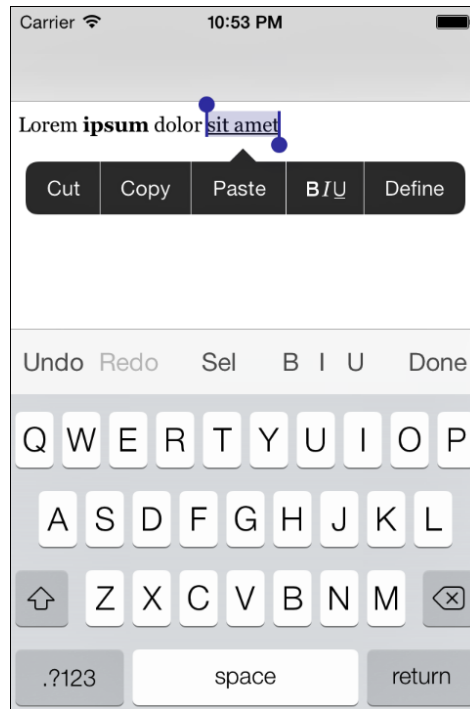 Carrier 10:53 PM
Lorem ipsum dolor sit amet
Cut Copy Paste BIU Define
Undo Redo Sel B I U Done
Q W E R T Y U I O P
A S D F G H J K L
Z X C V B N M
.?123 space return